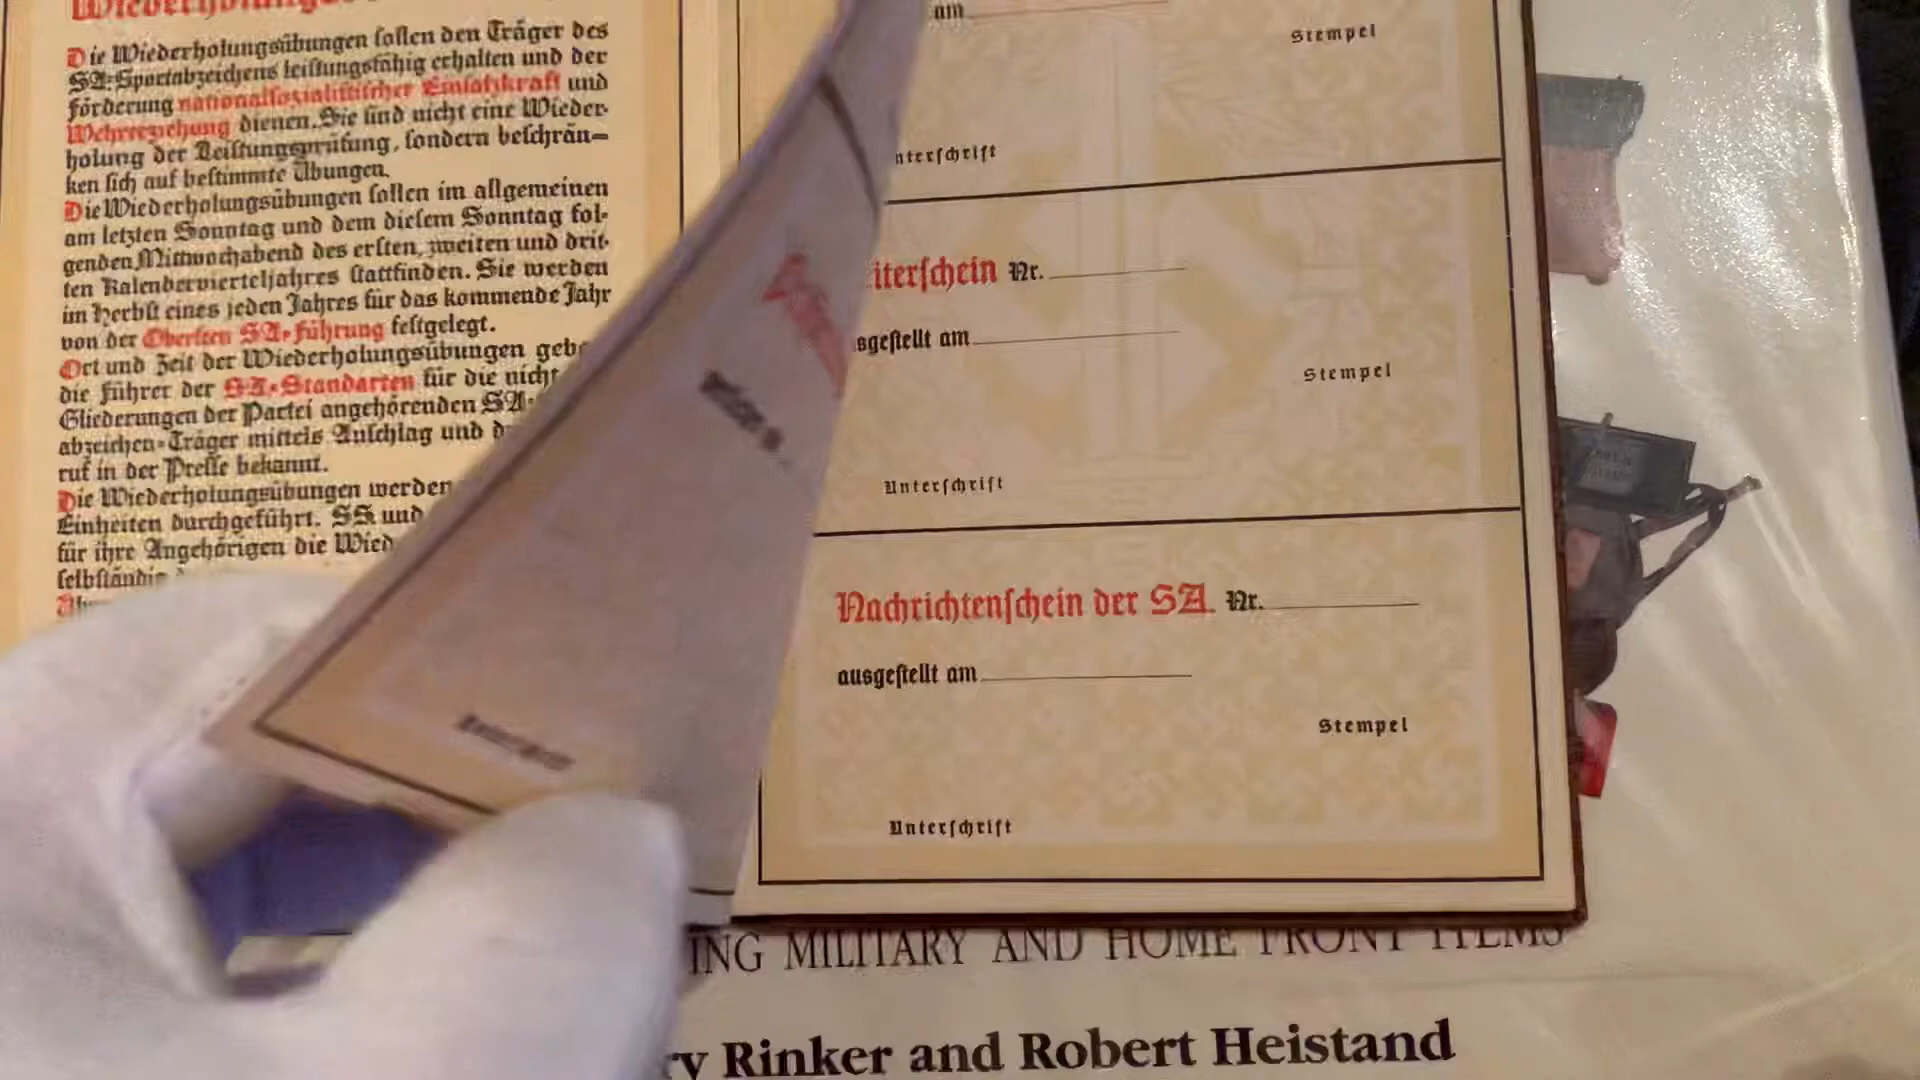 Die Wiederholungsübungen sollen den Träger des
SA-Sportabzeichens leistungsfähig erhalten und der
Förderung nationalsozialistischer Einsatzkraft und
Wehrerziehung dienen. Sie sind nicht eine Wieder-
holung der Leistungsprüfung, sondern beschrän-
ken sich auf bestimmte Übungen.
Die Wiederholungsübungen sollen im allgemeinen
am letzten Sonntag und dem diesem Sonntag fol-
genden Mittwochabend des ersten, zweiten und drit-
ten Kalendervierteljahres stattfinden. Sie werden
im Herbst eines jeden Jahres für das kommende Jahr
von der Obersten SA-Führung festgelegt.
Ort und Zeit der Wiederholungsübungen geb
die Führer der SA-Standarten für die nicht
Gliederungen der Partei angehörenden SA-
abzeichen-Träger mittels Anschlag und
ruf in der Presse bekannt.
Die Wiederholungsübungen werden
Einheiten durchgeführt. SS und
für ihre Angehörigen die Wied
selbständig
am
Stempel
nterschrift
iterschein Nr.
sgestellt am
Stempel
Unterschrift
Nachrichtenschein der SA Nr.
ausgestellt am
Stempel
Unterschrift
ING MILITARY AND HOME FRONT ITEMS
ry Rinker and Robert Heistand